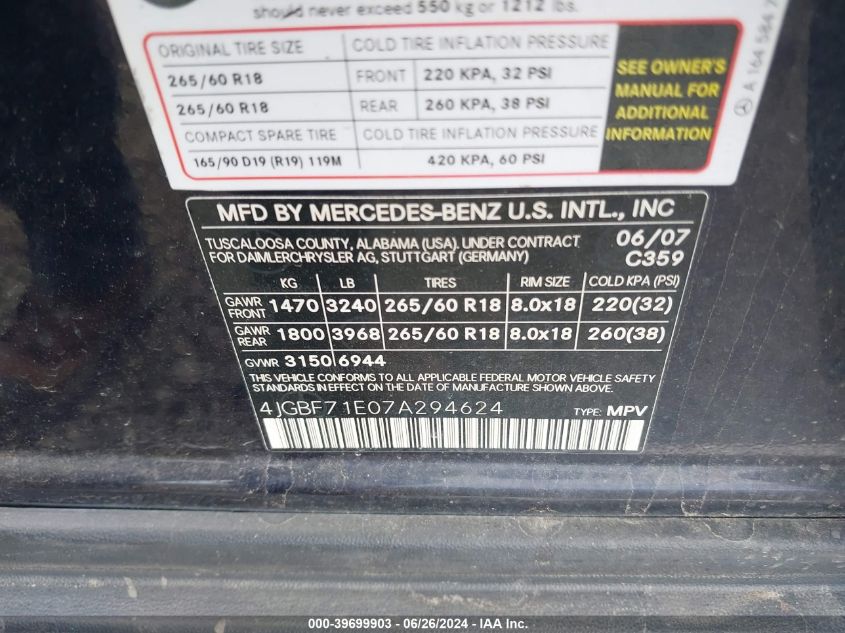 should never exceed 550 kg or 1212 lbs.
ORIGINAL TIRE SIZE COLD TIRE INFLATION PRESSURE
265/60 R18 FRONT 220 KPA, 32 PSI
265/60 R18 REAR 260 KPA, 38 PSI
COMPACT SPARE TIRE COLD TIRE INFLATION PRESSURE
165/90 D19 (R19) 119M 420 KPA, 60 PSI
SEE OWNER'S
MANUAL FOR
ADDITIONAL
INFORMATION
A 164 584
MFD BY MERCEDES-BENZ U.S. INTL., INC
TUSCALOOSA COUNTY, ALABAMA (USA). UNDER CONTRACT 06/07
FOR DAIMLERCHRYSLER AG, STUTTGART (GERMANY) C359
KG LB TIRES RIM SIZE COLD KPA (PSI)
GAWR FRONT 1470 3240 265/60 R18 8.0x18 220(32)
GAWR REAR 1800 3968 265/60 R18 8.0x18 260(38)
GVWR 3150 6944
THIS VEHICLE CONFORMS TO ALL APPLICABLE FEDERAL MOTOR VEHICLE SAFETY
STANDARDS IN EFFECT ON THE DATE OF MANUFACTURE SHOWN ABOVE.
4JGBF71E07A294624 TYPE: MPV
000-39699903 - 06/26/2024 - IAA Inc.